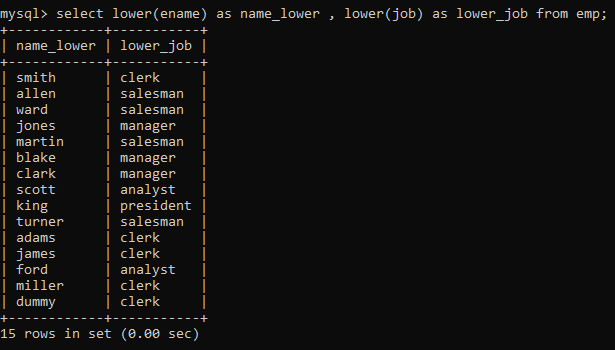 mysql> select lower(ename) as name_lower , lower(job) as lower_job from emp;
+------------+-----------+
| name_lower | lower_job |
+------------+-----------+
| smith      | clerk     |
| allen      | salesman  |
| ward       | salesman  |
| jones      | manager   |
| martin     | salesman  |
| blake      | manager   |
| clark      | manager   |
| scott      | analyst   |
| king       | president |
| turner     | salesman  |
| adams      | clerk     |
| james      | clerk     |
| ford       | analyst   |
| miller     | clerk     |
| dummy      | clerk     |
+------------+-----------+
15 rows in set (0.00 sec)